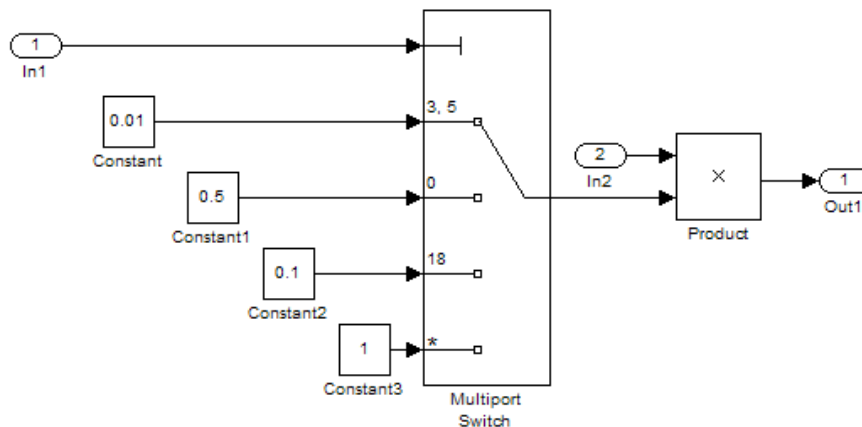 1
In1
0.01
Constant
3, 5
2
In2
×
Product
1
Out1
0.5
Constant1
0
0.1
Constant2
18
1
Constant3
*
Multiport
Switch